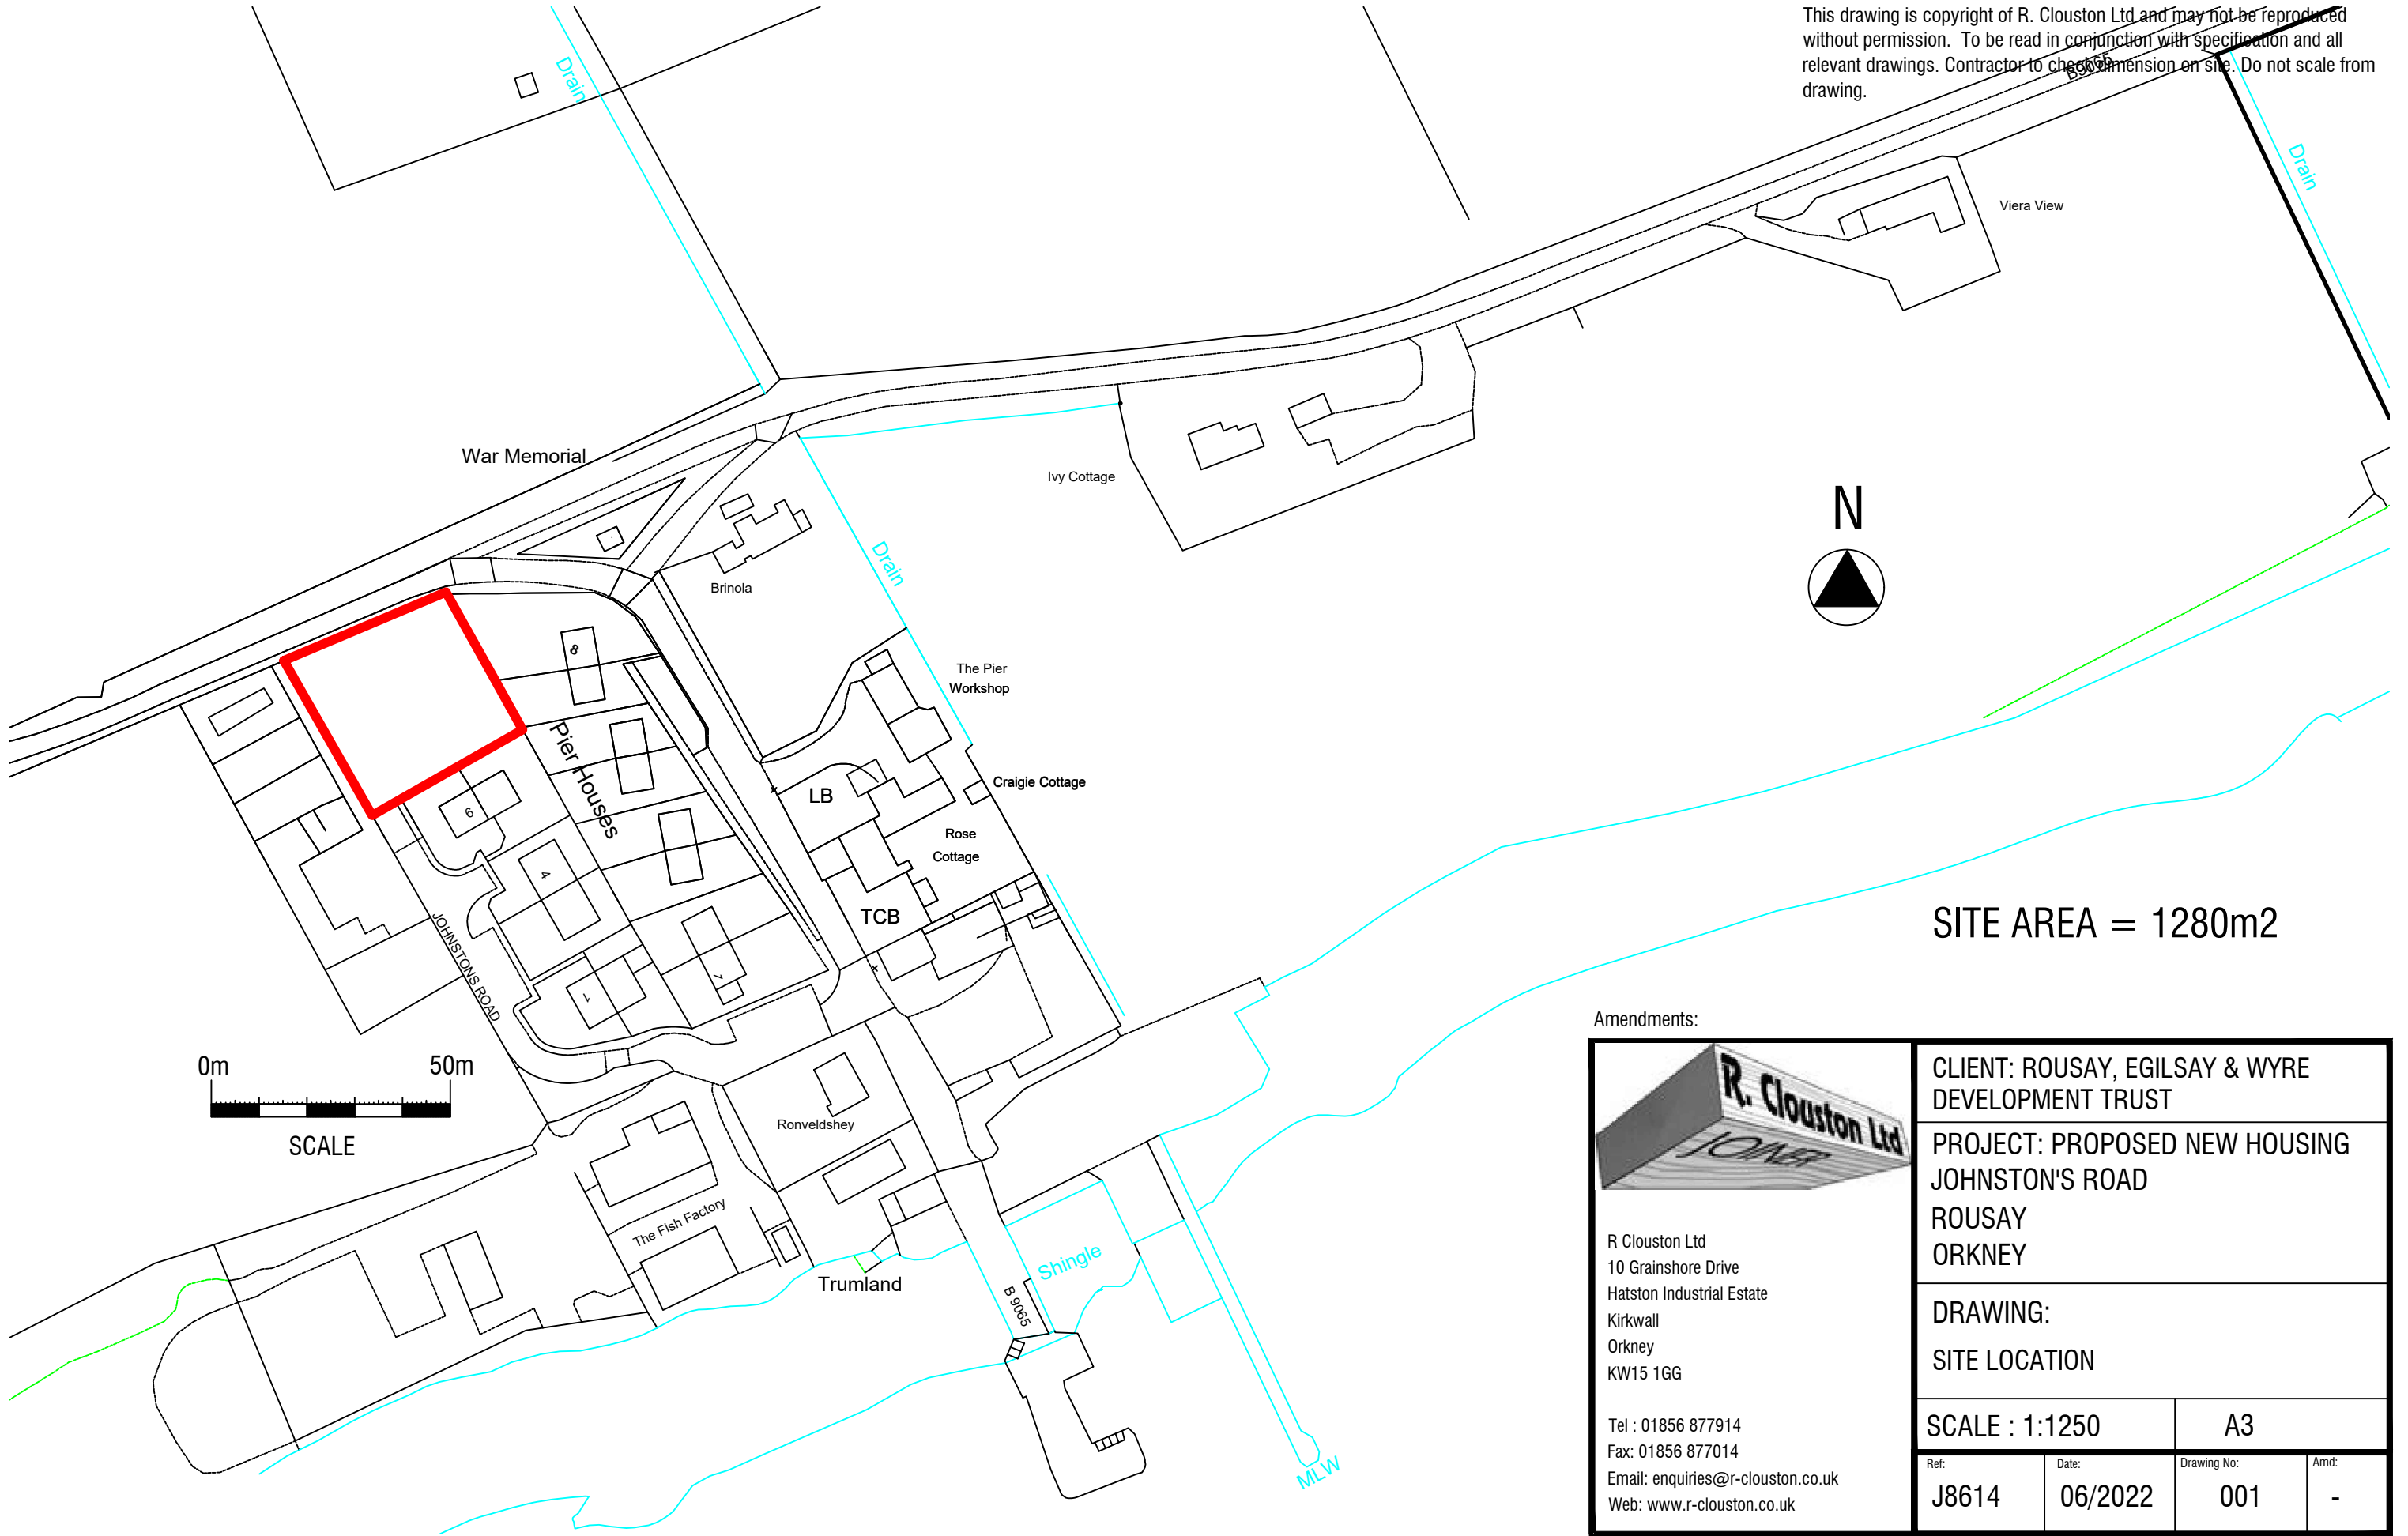 This drawing is copyright of R. Clouston Ltd and may not be reproduced
without permission. To be read in conjunction with specification and all
relevant drawings. Contractor to check dimension on site. Do not scale from
drawing.
B9065
Drain
Drain
Viera View
War Memorial
Ivy Cottage
N
Drain
Brinola
8
The Pier
Workshop
Pier Houses
Craigie Cottage
LB
6
Rose
Cottage
4
TCB
JOHNSTONS ROAD
7
1
SITE AREA = 1280m2
0m
50m
SCALE
Ronveldshey
The Fish Factory
Trumland
Shingle
B 9065
MLW
Amendments:
R. Clouston Ltd
JOINER
R Clouston Ltd
10 Grainshore Drive
Hatston Industrial Estate
Kirkwall
Orkney
KW15 1GG
Tel : 01856 877914
Fax: 01856 877014
Email: enquiries@r-clouston.co.uk
Web: www.r-clouston.co.uk
CLIENT: ROUSAY, EGILSAY & WYRE
DEVELOPMENT TRUST
PROJECT: PROPOSED NEW HOUSING
JOHNSTON'S ROAD
ROUSAY
ORKNEY
DRAWING:
SITE LOCATION
SCALE : 1:1250
A3
Ref:
J8614
Date:
06/2022
Drawing No:
001
Amd:
-